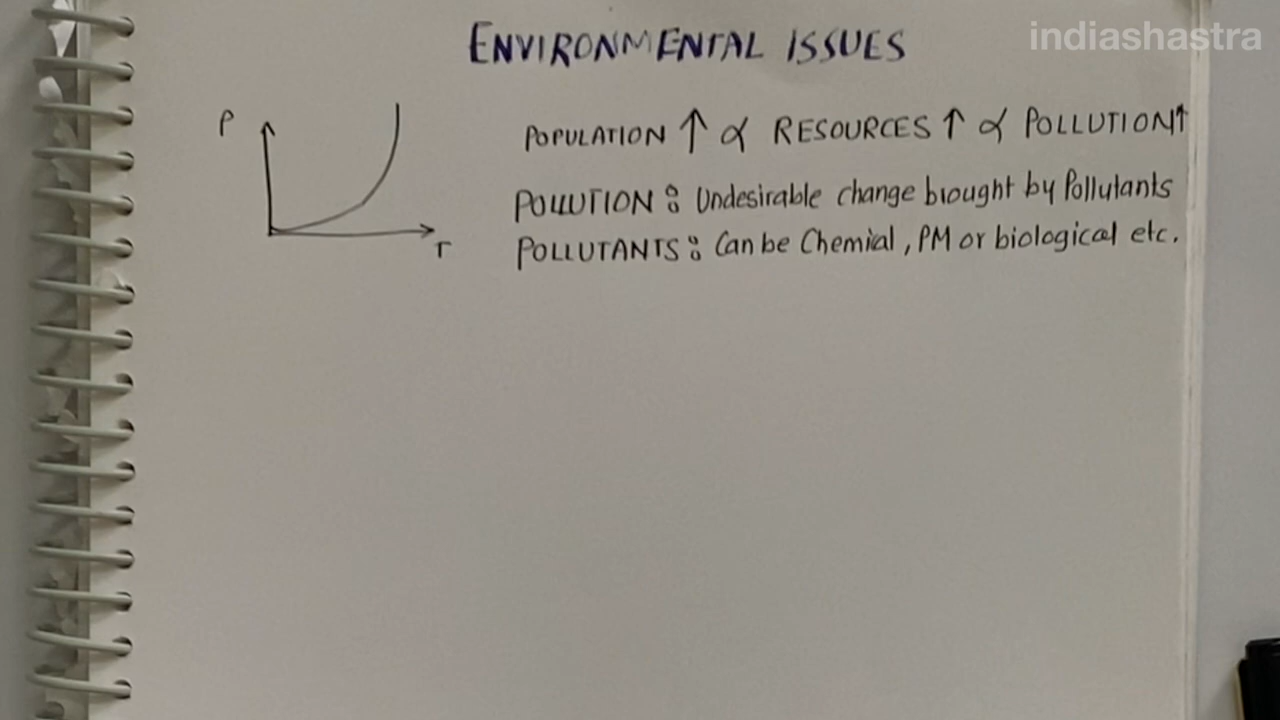 indiashastra
ENVIRONMENTAL ISSUES
P
T
POPULATION ↑ ∝ RESOURCES ↑ ∝ POLLUTION↑
POLLUTION : Undesirable change brought by Pollutants
POLLUTANTS : Can be Chemial, PM or biological etc.